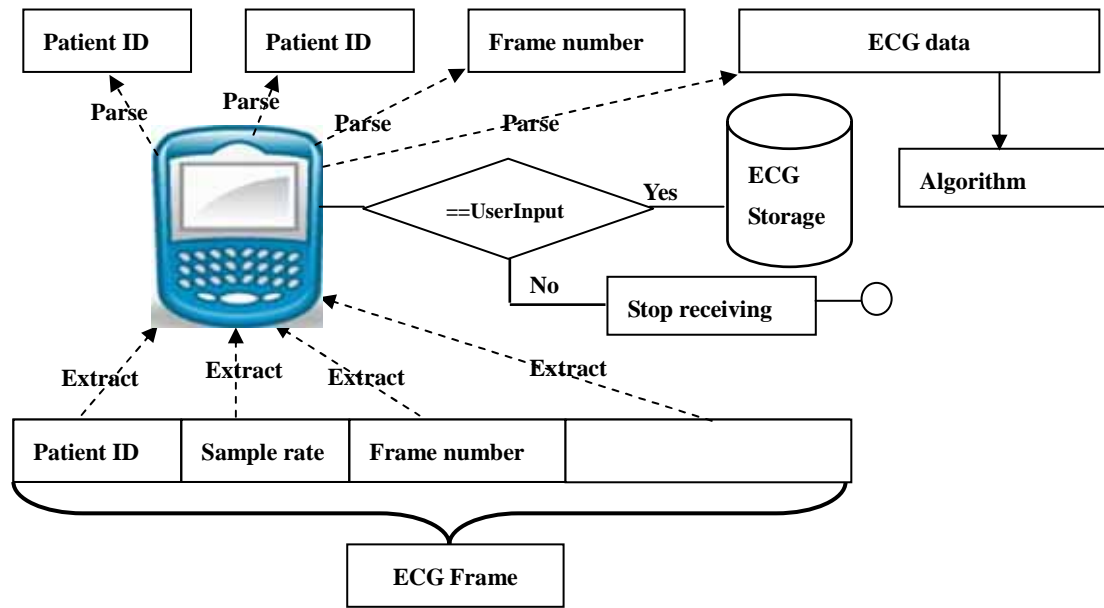 Patient ID
Patient ID
Frame number
ECG data
Parse
Parse
Parse
Parse
==UserInput
Yes
ECG
Storage
Algorithm
No
Stop receiving
Extract
Extract
Extract
Extract
Patient ID
Sample rate
Frame number
ECG Frame